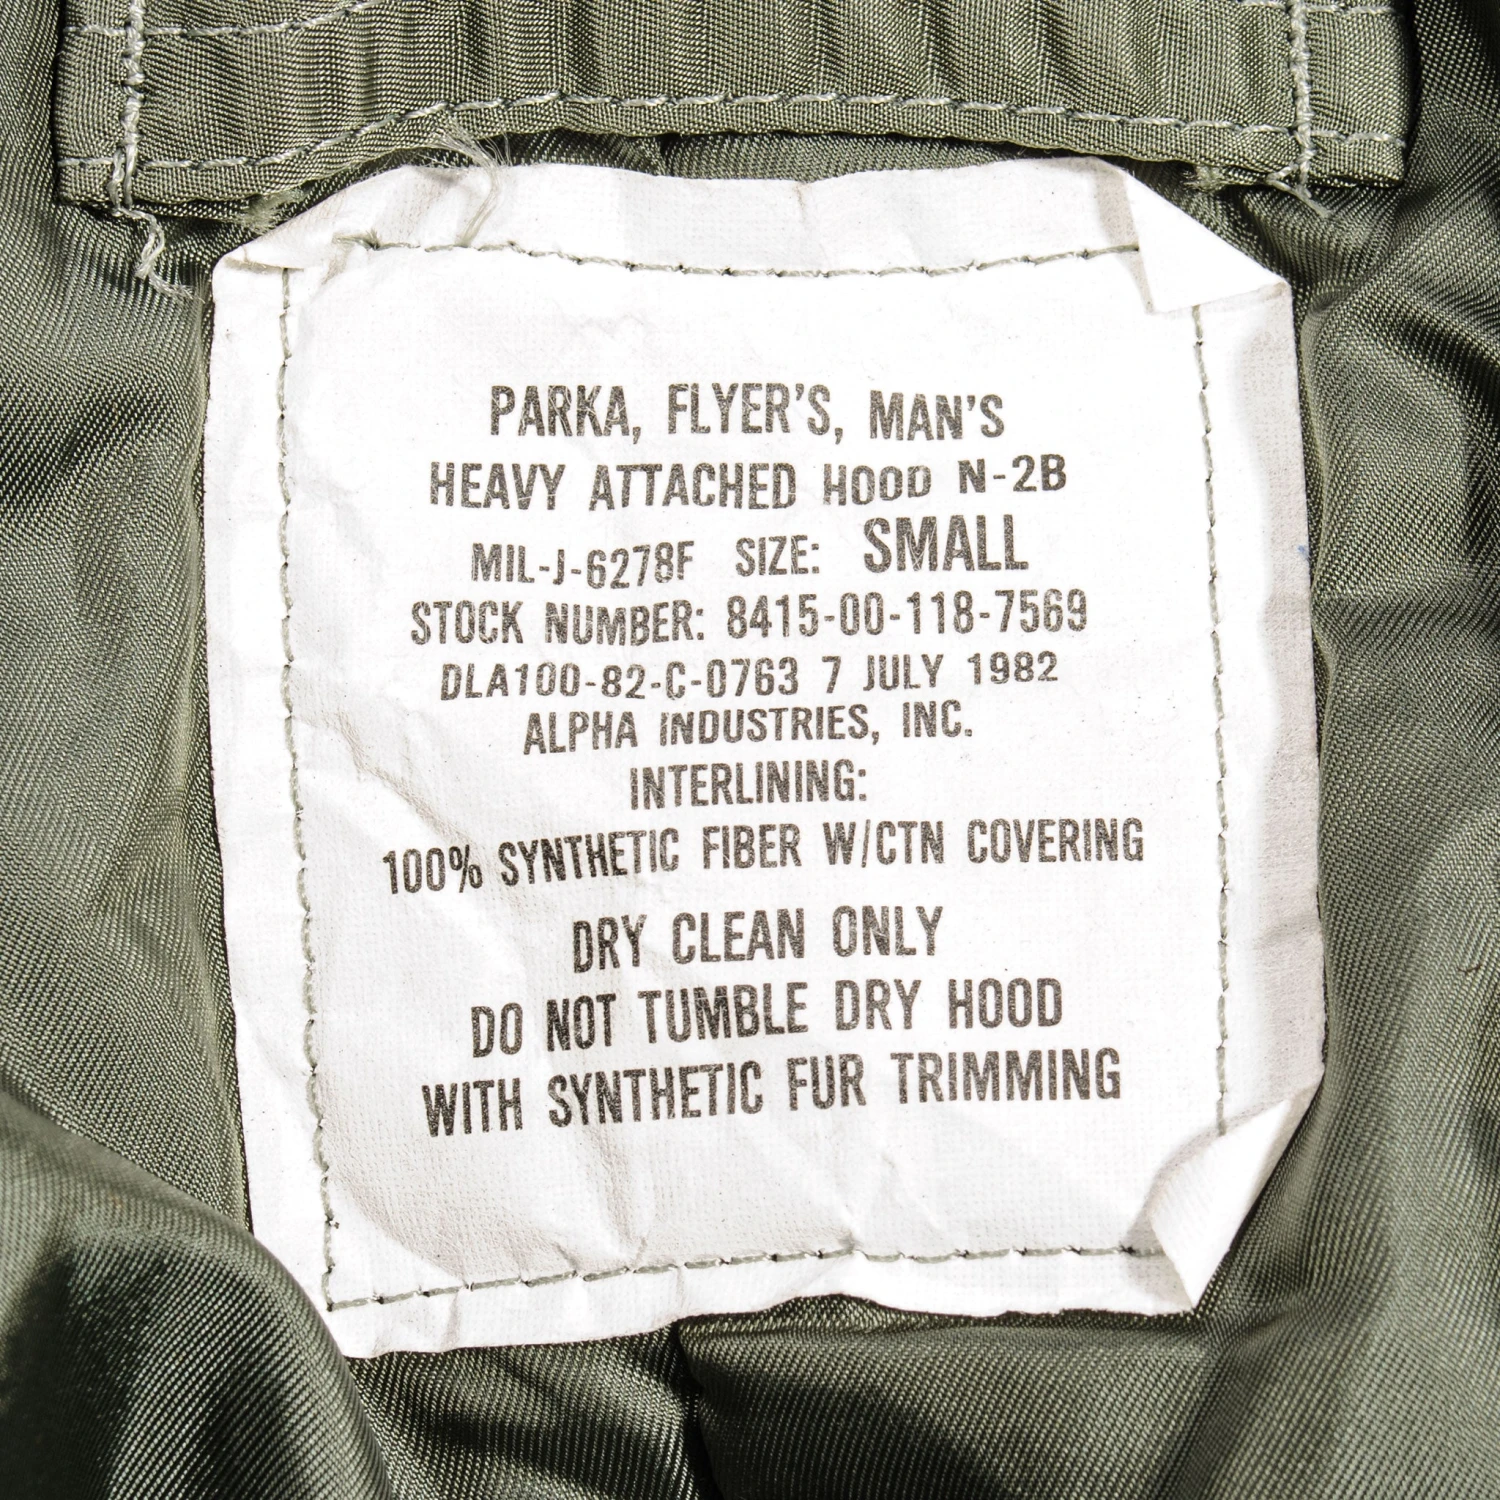 PARKA, FLYER'S, MAN'S
HEAVY ATTACHED HOOD N-2B
MIL-J-6278F SIZE: SMALL
STOCK NUMBER: 8415-00-118-7569
DLA100-82-C-0763 7 JULY 1982
ALPHA INDUSTRIES, INC.
INTERLINING:
100% SYNTHETIC FIBER W/CTN COVERING
DRY CLEAN ONLY
DO NOT TUMBLE DRY HOOD
WITH SYNTHETIC FUR TRIMMING